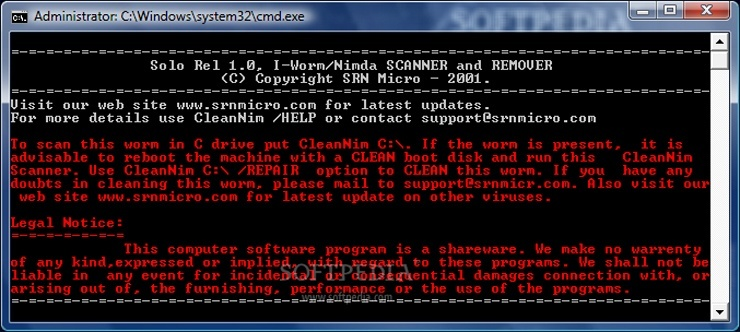 Administrator: C:\Windows\system32\cmd.exe
SOFTPEDIA
-=-=-=-=-=-=-=-=-=-=-=-=-=-=-=-=-=-=-=-=-=-=-=-=-=-=-=-=-=-=-=-=-=-=-=-=-=-=-=-
Solo Rel 1.0, I-Worm/Nimda SCANNER and REMOVER
(C) Copyright SRN Micro - 2001.
-=-=-=-=-=-=-=-=-=-=-=-=-=-=-=-=-=-=-=-=-=-=-=-=-=-=-=-=-=-=-=-=-=-=-=-=-=-=-=-
Visit our web site www.srnmicro.com for latest updates.
For more details use CleanNim /HELP or contact support@srnmicro.com
To scan this worm in C drive put CleanNim C:\. If the worm is present,  it is
advisable to reboot the machine with a CLEAN boot disk and run this   CleanNim
Scanner. Use CleanNim C:\ /REPAIR  option to CLEAN this worm. If you  have any
doubts in cleaning this worm, please mail to support@srnmicr.com. Also visit our
web site www.srnmicro.com for latest update on other viruses.
Legal Notice:
-=-=-=-=-=-=-=
This computer software program is a shareware. We make no warrenty
of any kind,expressed or implied, with regard to these programs. We shall not be
liable in  any event for incidental or consequential damages connection with, or
arising out of, the furnishing, performance or the use of the programs.
-=-=-=-=-=-=-=-=-=-=-=-=-=-=-=-=-=-=-=-=-=-=-=-=-=-=-=-=-=-=-=-=-=-=-=-=-=-=-=-
SOFTPEDIA
www.softpedia.com